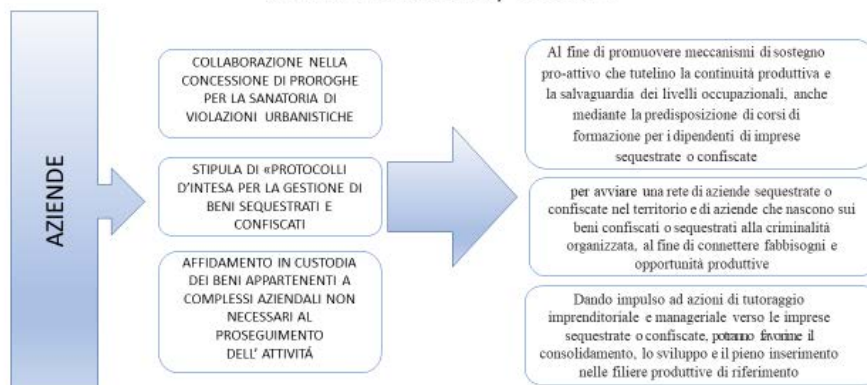 AZIENDE
COLLABORAZIONE NELLA
CONCESSIONE DI PROROGHE
PER LA SANATORIA DI
VIOLAZIONI URBANISTICHE
STIPULA DI «PROTOCOLLI
D'INTESA PER LA GESTIONE DI
BENI SEQUESTRATI E
CONFISCATI
AFFIDAMENTO IN CUSTODIA
DEI BENI APPARTENENTI A
COMPLESSI AZIENDALI NON
NECESSARI AL
PROSEGUIMENTO
DELL' ATTIVITÁ
Al fine di promuovere meccanismi di sostegno
pro-attivo che tutelino la continuità produttiva e
la salvaguardia dei livelli occupazionali, anche
mediante la predisposizione di corsi di
formazione per i dipendenti di imprese
sequestrate o confiscate
per avviare una rete di aziende sequestrate o
confiscate nel territorio e di aziende che nascono sui
beni confiscati o sequestrati alla criminalità
organizzata, al fine di connettere fabbisogni e
opportunità produttive
Dando impulso ad azioni di tutoraggio
imprenditoriale e manageriale verso le imprese
sequestrate o confiscate, potranno favorirne il
consolidamento, lo sviluppo e il pieno inserimento
nelle filiere produttive di riferimento